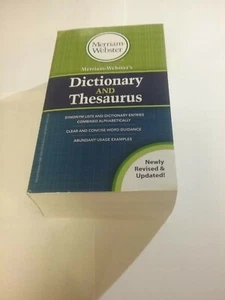 Merriam
Webster
Merriam-Webster's
Dictionary
AND
Thesaurus
SYNONYM LISTS AND DICTIONARY ENTRIES
COMBINED ALPHABETICALLY
CLEAR AND CONCISE WORD GUIDANCE
ABUNDANT USAGE EXAMPLES
Newly
Revised &
Updated!